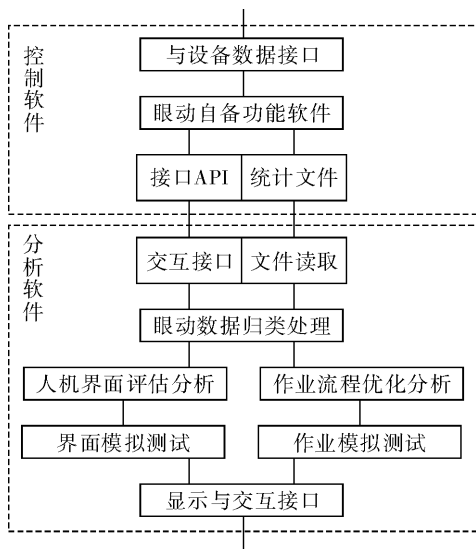 控制软件
与设备数据接口
眼动自备功能软件
接口API 统计文件
分析软件
交互接口 文件读取
眼动数据归类处理
人机界面评估分析 作业流程优化分析
界面模拟测试 作业模拟测试
显示与交互接口